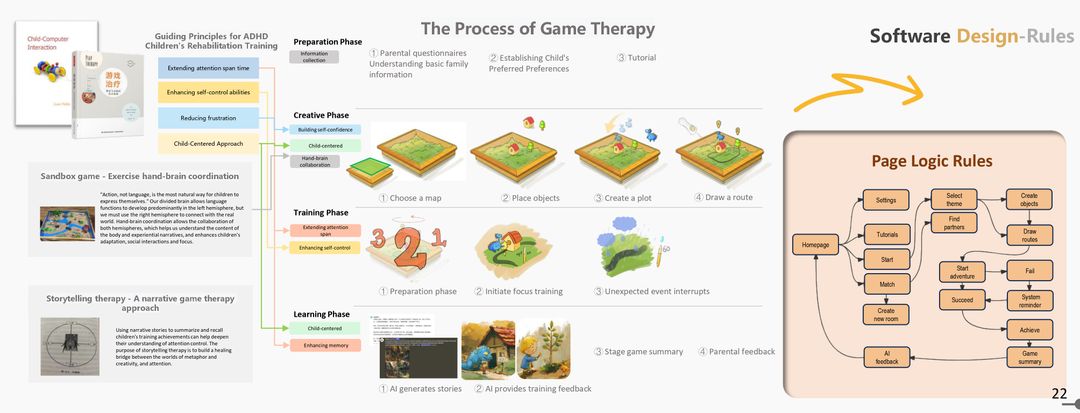 The Process of Game Therapy
Software Design-Rules
Child-Computer
Interaction
游戏
治疗
Guiding Principles for ADHD
Children's Rehabilitation Training
Extending attention span time
Enhancing self-control abilities
Reducing frustration
Child-Centered Approach
Sandbox game - Exercise hand-brain coordination
"Action, not language, is the most natural way for children to
express themselves." Our divided brain allows language
functions to develop predominantly in the left hemisphere, but
we must use the right hemisphere to connect with the real
world. Hand-brain coordination allows the collaboration of
both hemispheres, which helps us understand the content of
the body and experiential narratives, and enhances children's
adaptation, social interactions and focus.
Storytelling therapy - A narrative game therapy
approach
Using narrative stories to summarize and recall
children's training achievements can help deepen
their understanding of attention control. The
purpose of storytelling therapy is to build a healing
bridge between the worlds of metaphor and
creativity, and attention.
Preparation Phase
Information
collection
① Parental questionnaires
Understanding basic family
information
② Establishing Child's
Preferred Preferences
③ Tutorial
Creative Phase
Building self-confidence
Child-centered
Hand-brain
collaboration
① Choose a map
② Place objects
③ Create a plot
④ Draw a route
Training Phase
Extending attention
span
Enhancing self-control
3 2 1
① Preparation phase
② Initiate focus training
③ Unexpected event interrupts
Learning Phase
Child-centered
Enhancing memory
① AI generates stories
② AI provides training feedback
③ Stage game summary
④ Parental feedback
Page Logic Rules
Homepage
Settings
Tutorials
Start
Match
Create
new room
Select
theme
Find
partners
Create
objects
Draw
routes
Start
adventure
Fail
Succeed
System
reminder
Achieve
Game
summary
AI
feedback
22